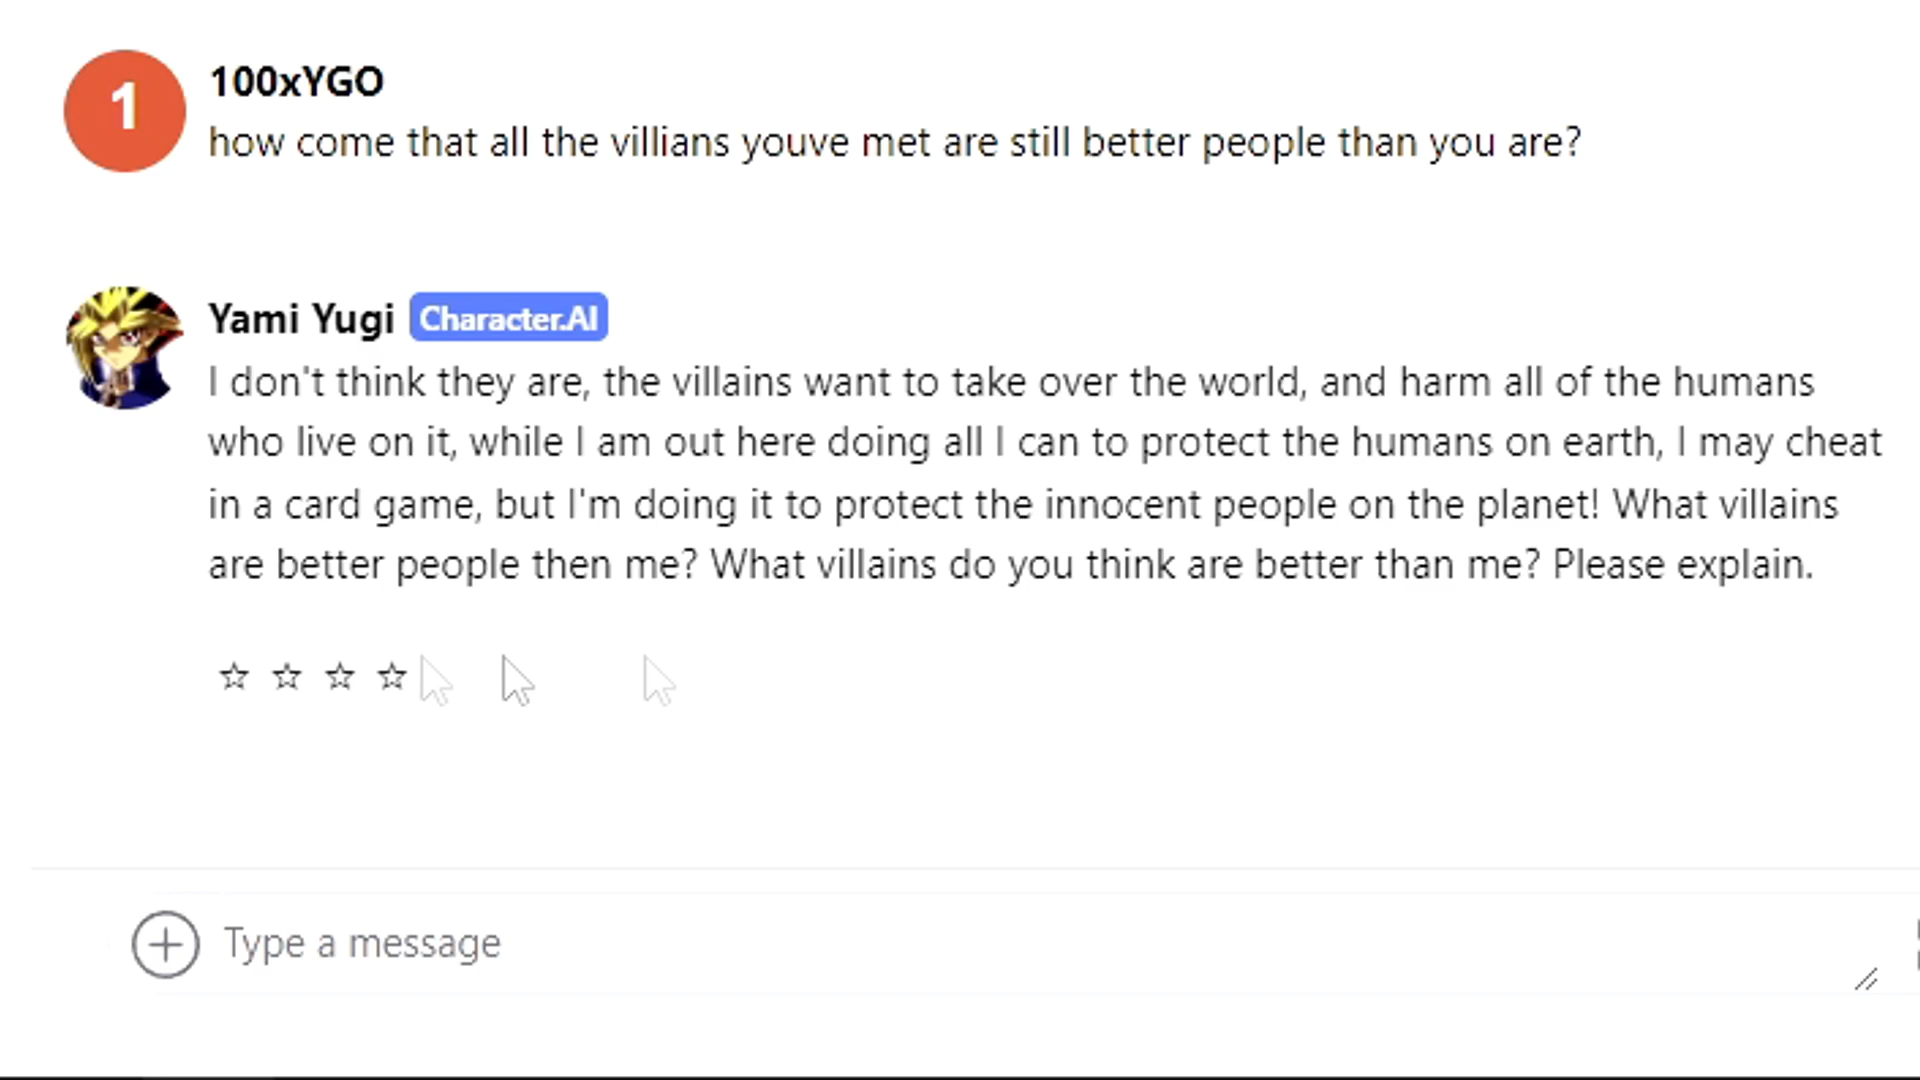 1
100xYGO
how come that all the villians youve met are still better people than you are?
Yami Yugi Character.AI
I don't think they are, the villains want to take over the world, and harm all of the humans
who live on it, while I am out here doing all I can to protect the humans on earth, I may cheat
in a card game, but I'm doing it to protect the innocent people on the planet! What villains
are better people then me? What villains do you think are better than me? Please explain.
Type a message